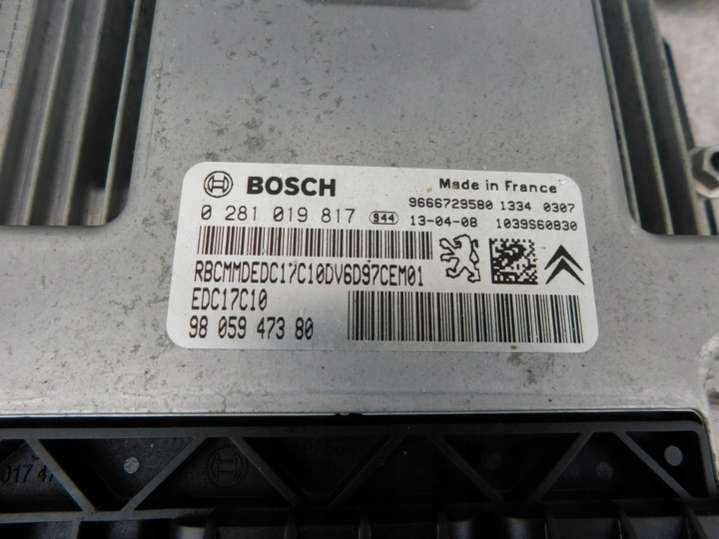 BOSCH
Made in France
0 281 019 817 944 13-04-08
9666729580 1334 0307
1039S60830
RBCMMDEDC17C10DV6D97CEM01
EDC17C10
98 059 473 80